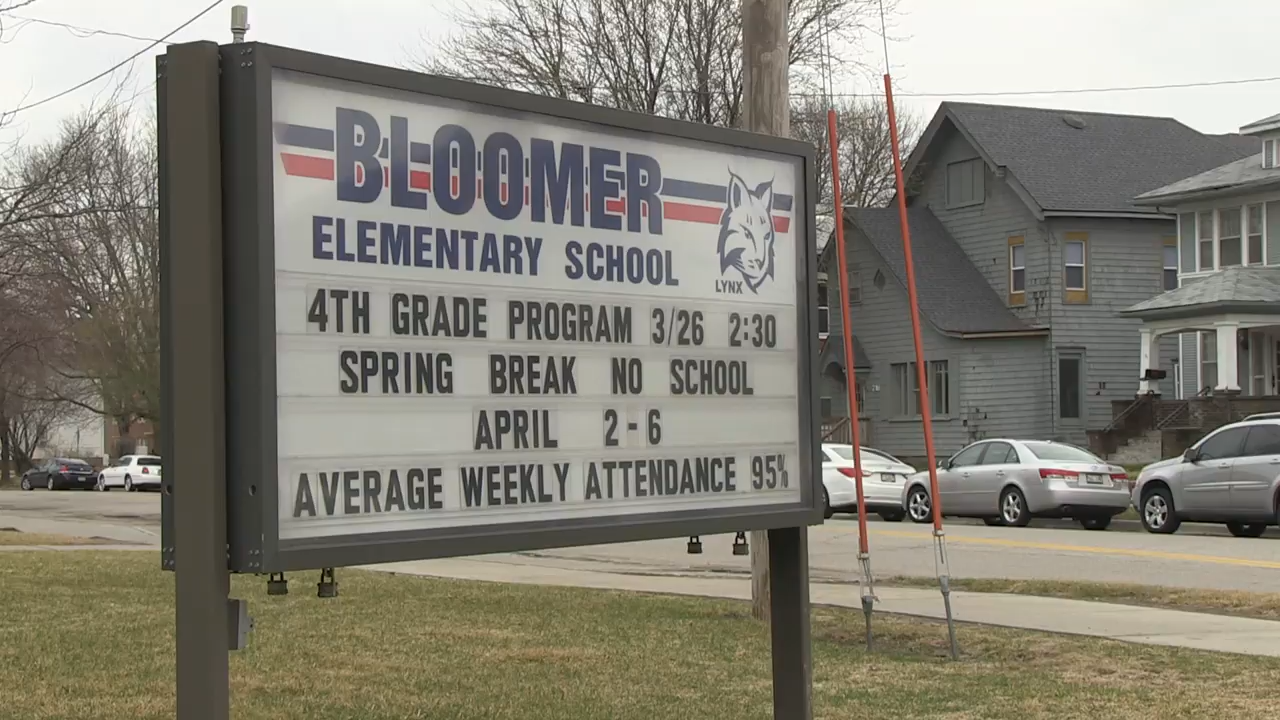 BLOOMER
ELEMENTARY SCHOOL
LYNX
4TH GRADE PROGRAM 3/26 2:30
SPRING BREAK NO SCHOOL
APRIL 2-6
AVERAGE WEEKLY ATTENDANCE 95%